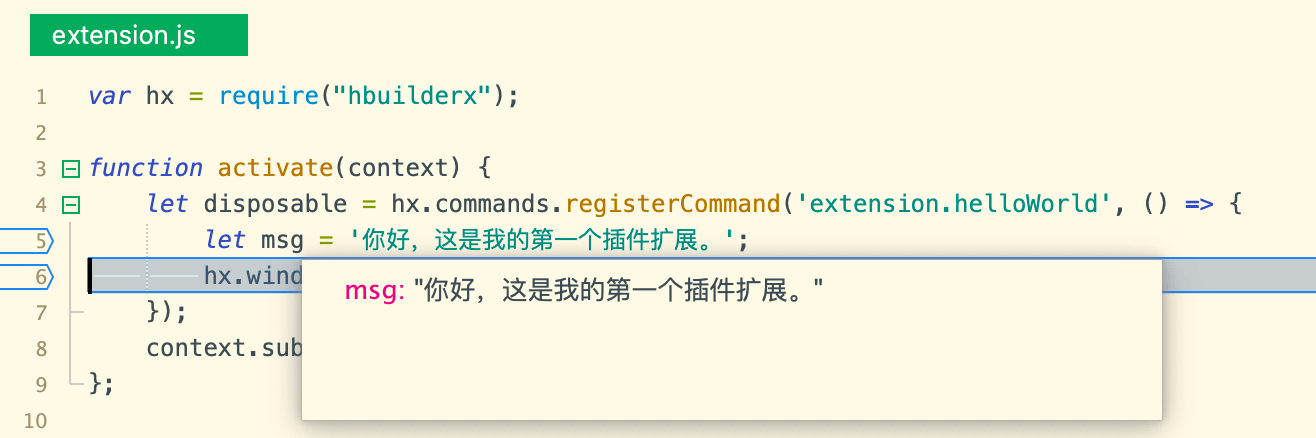 extension.js
1 var hx = require("hbuilderx");
2
3 function activate(context) {
4 let disposable = hx.commands.registerCommand('extension.helloWorld', () => {
5 let msg = '你好，这是我的第一个插件扩展。';
6 hx.wind
msg: "你好，这是我的第一个插件扩展。"
7 });
8 context.sub
9 };
10